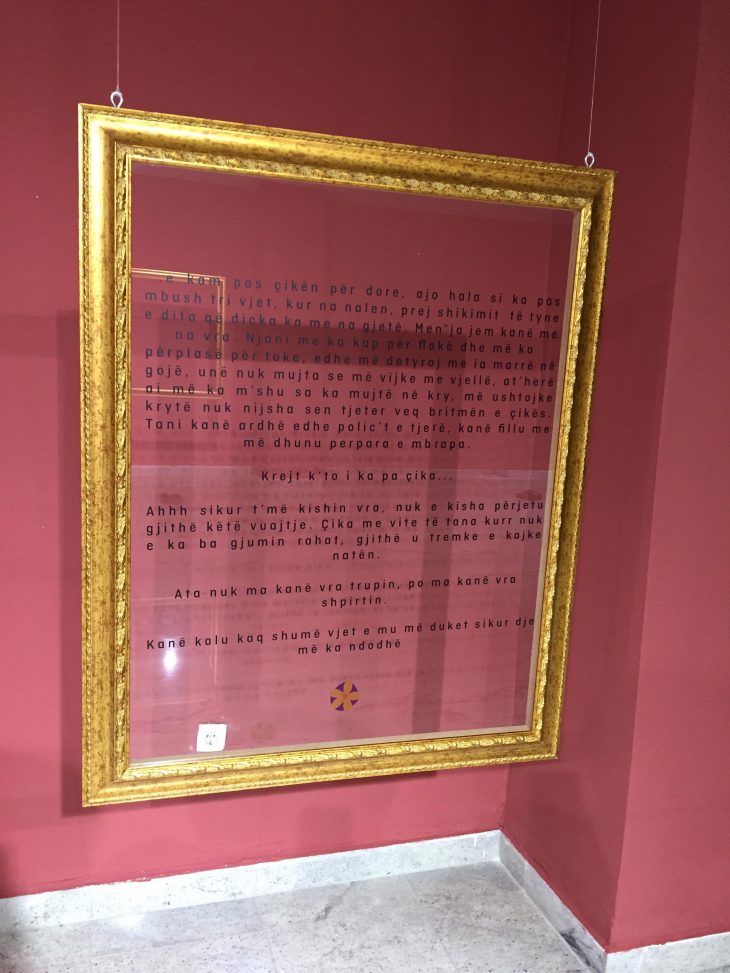 e kam pas çikën për dore, ajo hala si ka pas
mbush tri vjet, kur na nalen, prej shikimit të tyne
e dita që diçka ka me na gjetë. Men'ja jem kanë me
na vra. Njani me ka kap për flokë dhe më ka
përplasë për toke, edhe më detyroj me ia marrë në
gojë, unë nuk mujta se më vijke me vjellë, at'herë
ai më ka m'shu sa ka mujtë në kry, më ushtojke
krytë nuk nijsha sen tjeter veq britmën e çikës.
Tani kanë ardhë edhe polic't e tjerë, kanë fillu me
më dhunu perpara e mbrapa.
Krejt k'to i ka pa çika...
Ahhh sikur t'më kishin vra, nuk e kisha përjetu
gjithë këtë vuajtje. Çika me vite të tana kurr nuk
e ka ba gjumin rahat, gjithë u tremke e kajke
natën.
Ata nuk ma kanë vra trupin, po ma kanë vra
shpirtin.
Kanë kalu kaq shumë vjet e mu më duket sikur dje
më ka ndodhë